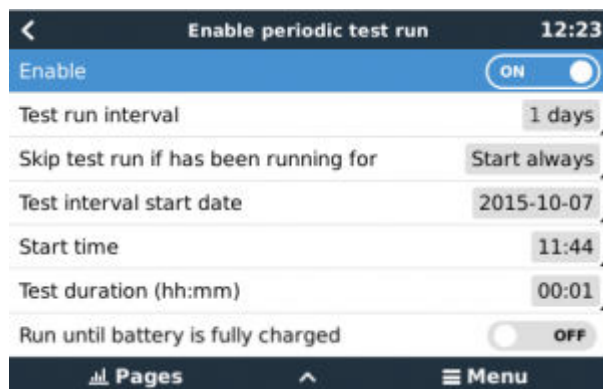 Enable periodic test run 12:23
Enable ON
Test run interval 1 days
Skip test run if has been running for Start always
Test interval start date 2015-10-07
Start time 11:44
Test duration (hh:mm) 00:01
Run until battery is fully charged OFF
Pages Menu